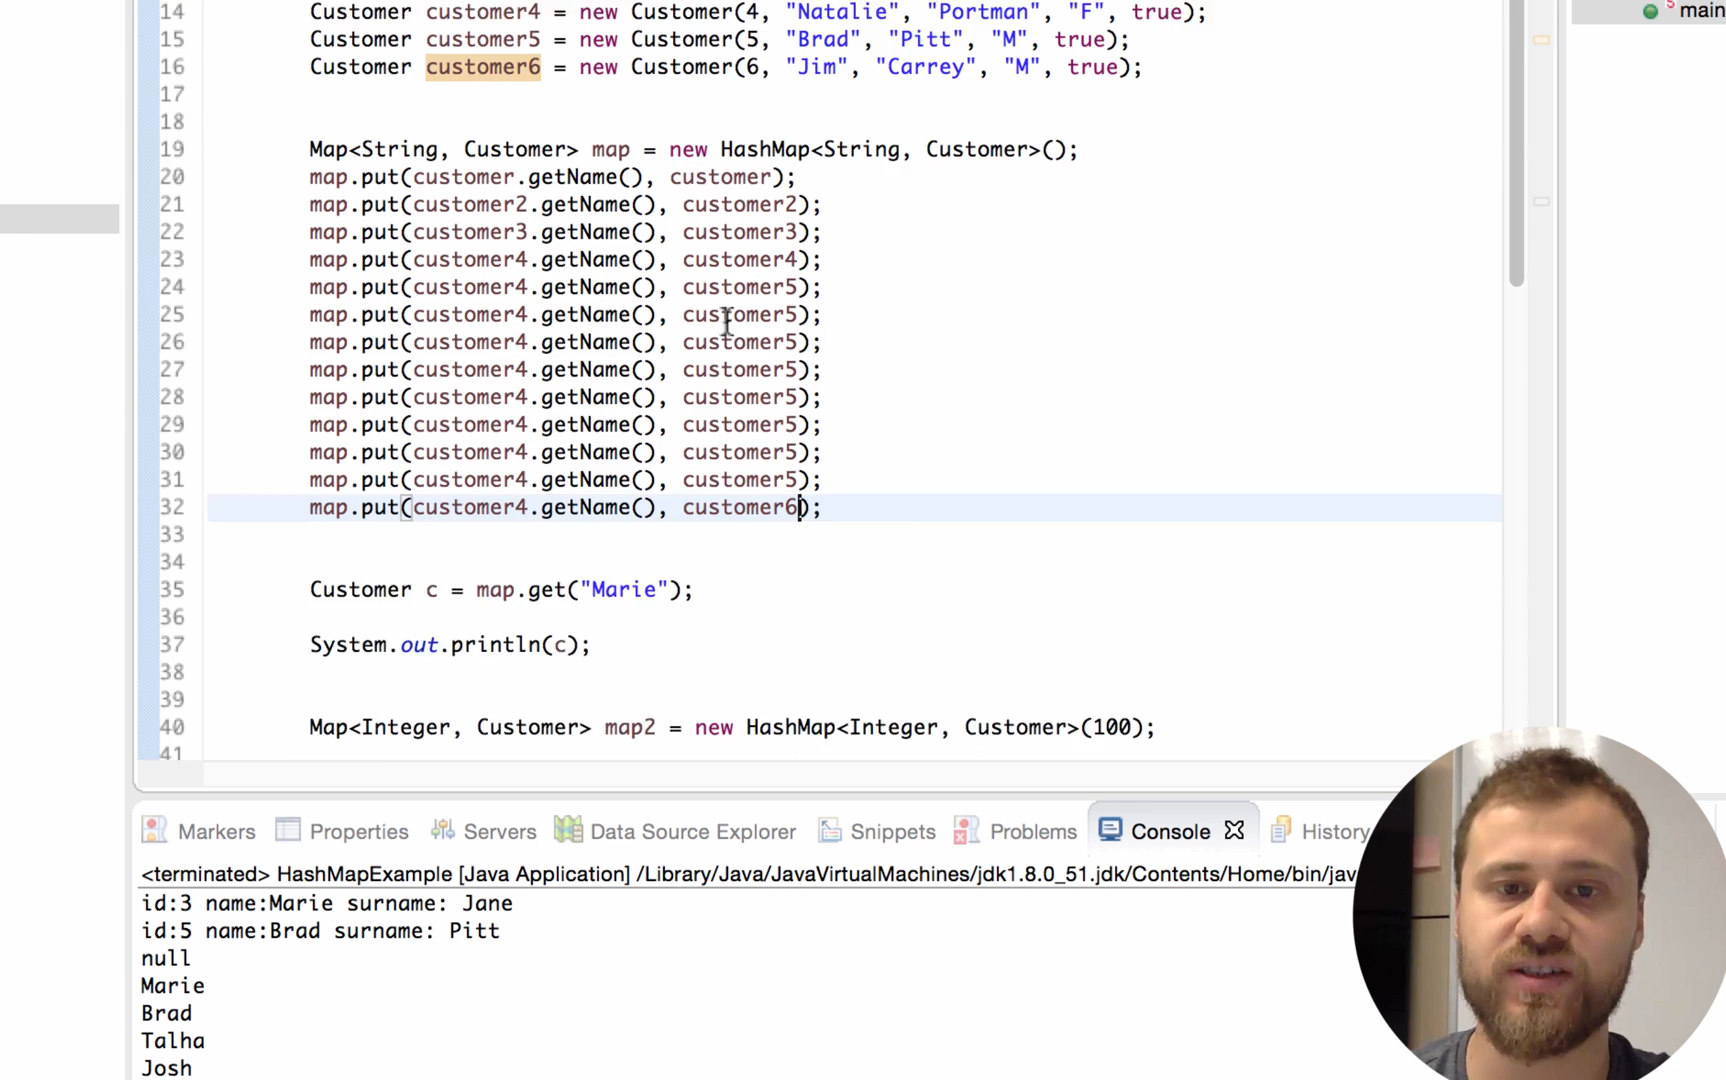 14 Customer customer4 = new Customer(4, "Natalie", "Portman", "F", true);
main
15 Customer customer5 = new Customer(5, "Brad", "Pitt", "M", true);
16 Customer customer6 = new Customer(6, "Jim", "Carrey", "M", true);
17
18
19 Map<String, Customer> map = new HashMap<String, Customer>();
20 map.put(customer.getName(), customer);
21 map.put(customer2.getName(), customer2);
22 map.put(customer3.getName(), customer3);
23 map.put(customer4.getName(), customer4);
24 map.put(customer4.getName(), customer5);
25 map.put(customer4.getName(), customer5);
26 map.put(customer4.getName(), customer5);
27 map.put(customer4.getName(), customer5);
28 map.put(customer4.getName(), customer5);
29 map.put(customer4.getName(), customer5);
30 map.put(customer4.getName(), customer5);
31 map.put(customer4.getName(), customer5);
32 map.put(customer4.getName(), customer6);
33
34
35 Customer c = map.get("Marie");
36
37 System.out.println(c);
38
39
40 Map<Integer, Customer> map2 = new HashMap<Integer, Customer>(100);
41
Markers Properties Servers Data Source Explorer Snippets Problems Console History
<terminated> HashMapExample [Java Application] /Library/Java/JavaVirtualMachines/jdk1.8.0_51.jdk/Contents/Home/bin/jav
id:3 name:Marie surname: Jane
id:5 name:Brad surname: Pitt
null
Marie
Brad
Talha
Josh